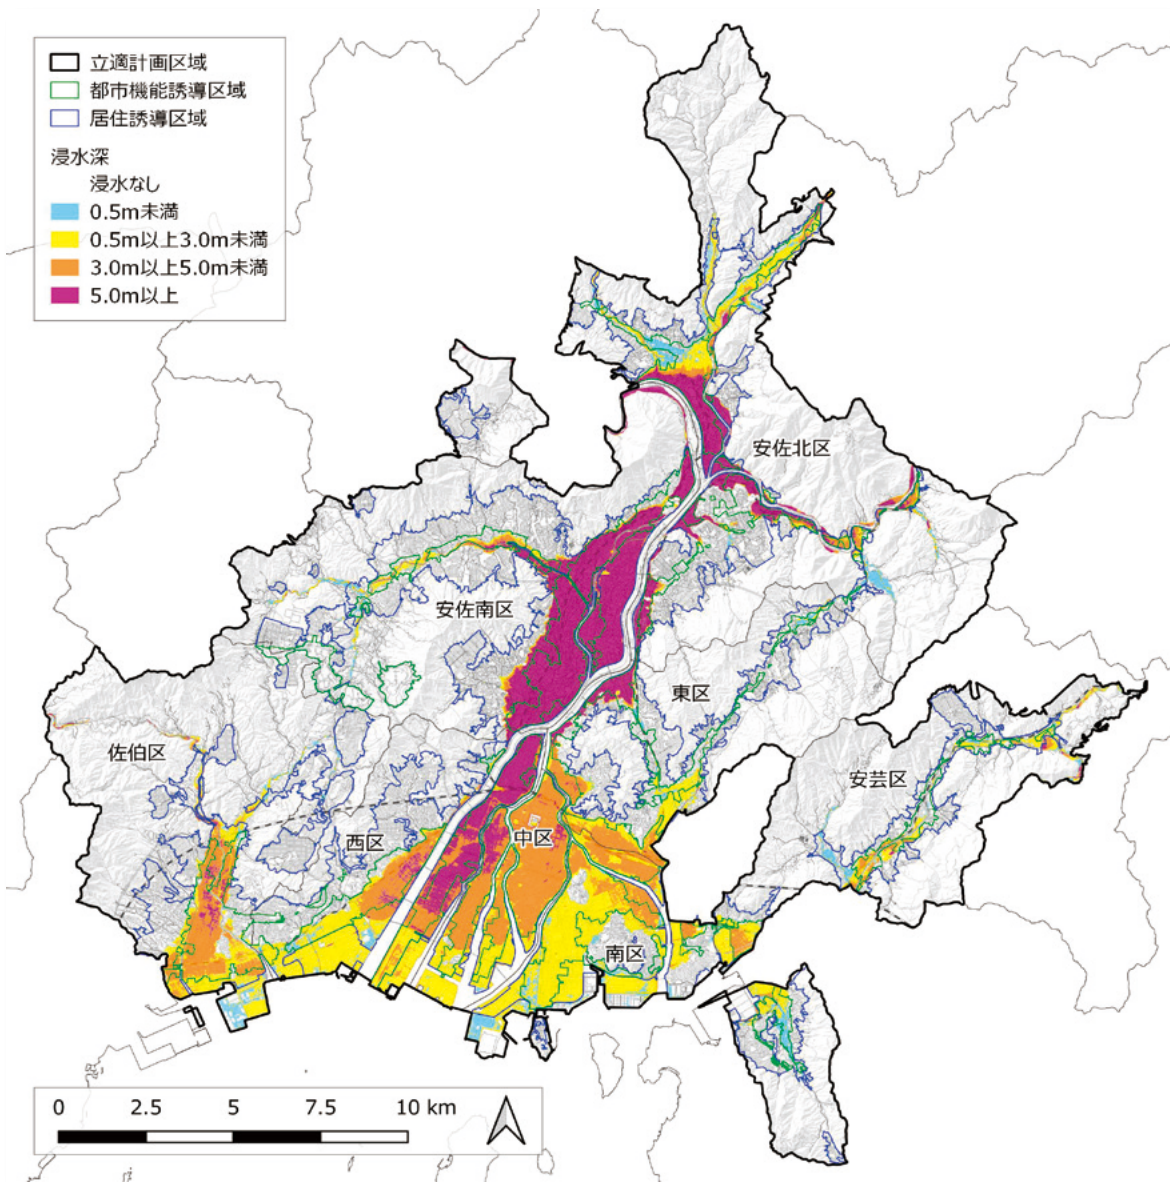 立適計画区域
都市機能誘導区域
居住誘導区域
浸水深
浸水なし
0.5m未満
0.5m以上3.0m未満
3.0m以上5.0m未満
5.0m以上
安佐北区
安佐南区
東区
佐伯区
安芸区
西区
中区
南区
0 2.5 5 7.5 10 km